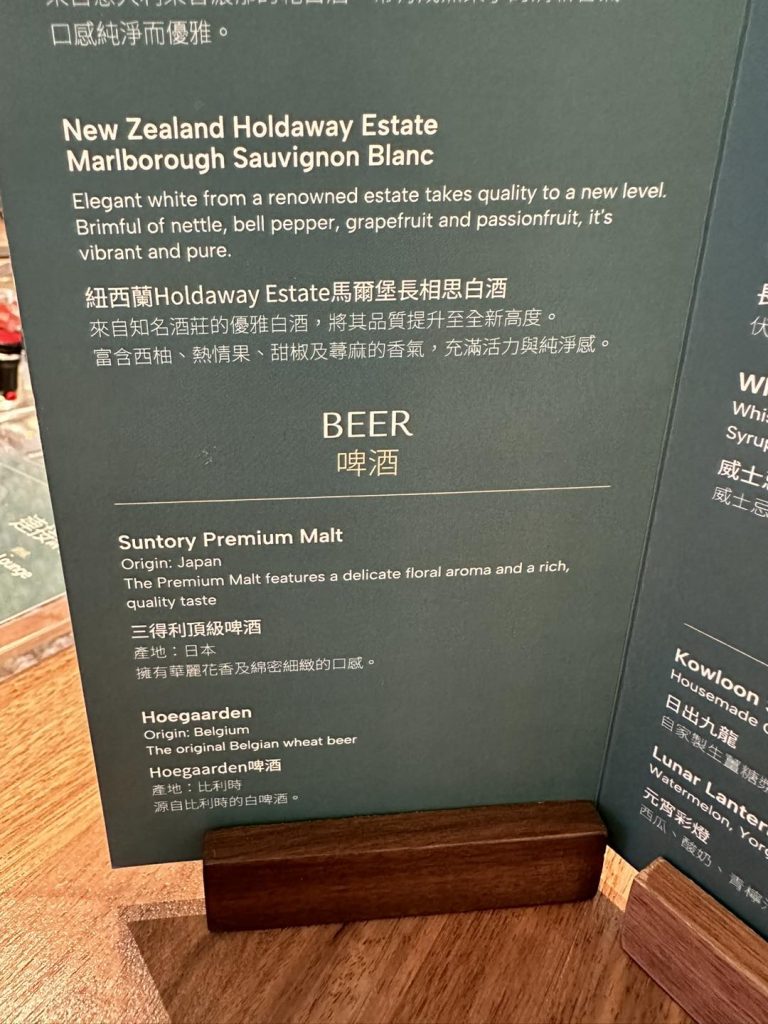 口感純淨而優雅。
New Zealand Holdaway Estate
Marlborough Sauvignon Blanc
Elegant white from a renowned estate takes quality to a new level.
Brimful of nettle, bell pepper, grapefruit and passionfruit, it's
vibrant and pure.
紐西蘭Holdaway Estate馬爾堡長相思白酒
來自知名酒莊的優雅白酒，將其品質提升至全新高度。
富含西柚、熱情果、甜椒及蕁麻的香氣，充滿活力與純淨感。
BEER
啤酒
Suntory Premium Malt
Origin: Japan
The Premium Malt features a delicate floral aroma and a rich,
quality taste
三得利頂級啤酒
產地：日本
擁有華麗花香及綿密細緻的口感。
Hoegaarden
Origin: Belgium
The original Belgian wheat beer
Hoegaarden啤酒
產地：比利時
源自比利時的白啤酒。
Lounge
Kowloon
Housemade
日出九龍
自家製生薑糖漿
Lunar Lantern
Watermelon,
元宵彩燈
西瓜、酸奶、青檸